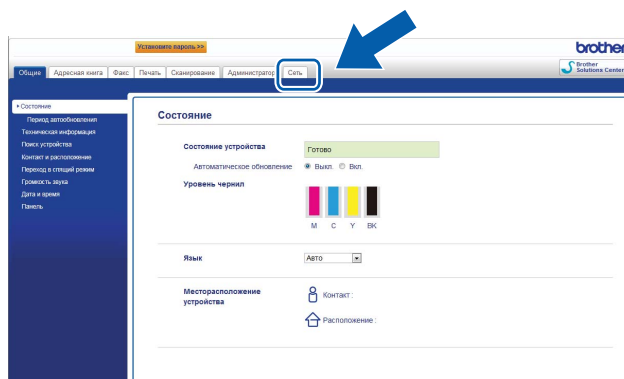 Установите пароль >>
brother
Общие Адресная книга Факс Печать Сканирование Администратор Сеть
Brother
Solutions Center
Состояние
Период автообновления
Техническая информация
Поиск устройства
Контакт и расположение
Переход в спящий режим
Громкость звука
Дата и время
Панель
Состояние
Состояние устройства Готово
Автоматическое обновление Выкл. Вкл.
Уровень чернил
M C Y BK
Язык Авто
Месторасположение
устройства
Контакт :
Расположение :